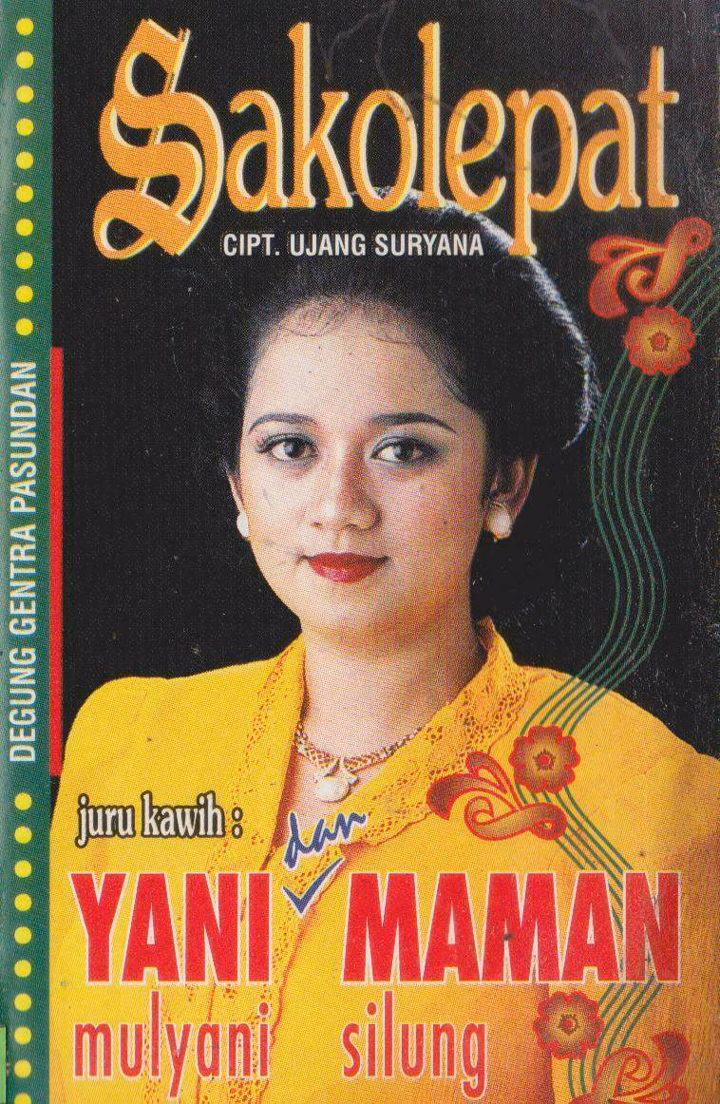 Sakolepat
CIPT. UJANG SURYANA
DEGUNG GENTRA PASUNDAN
juru kawih :
YANI dan MAMAN
mulyani silung